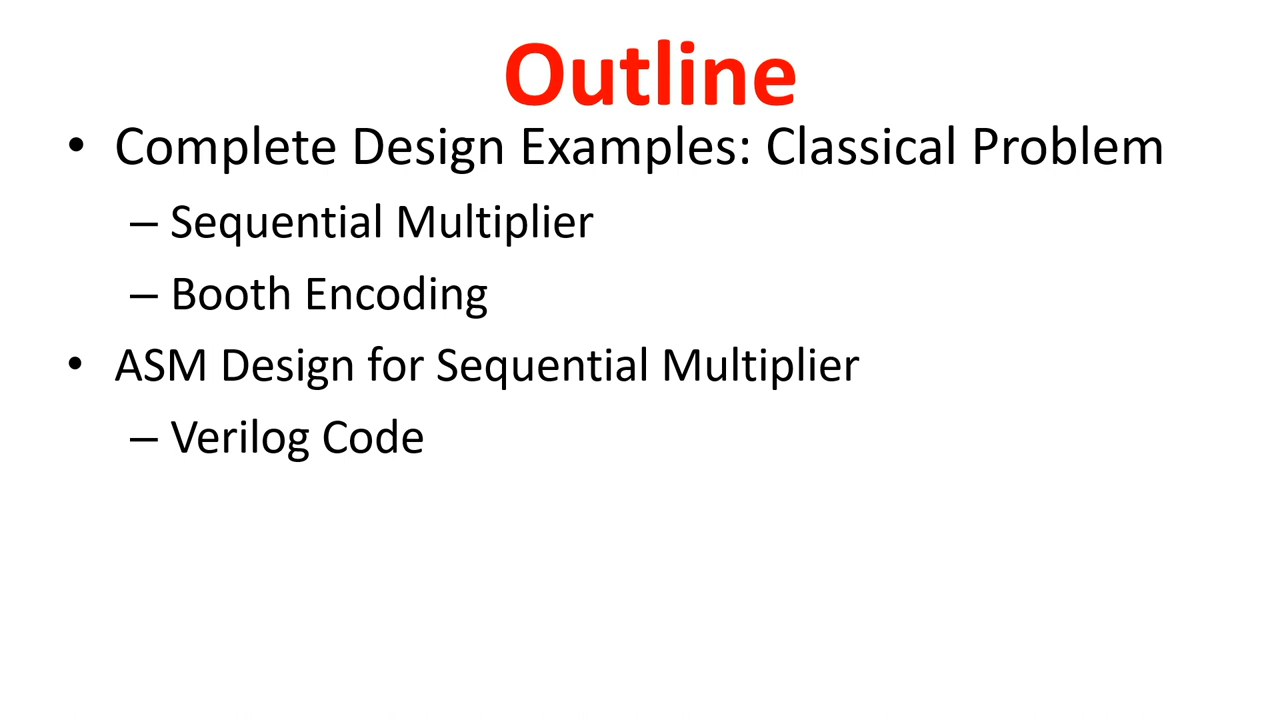 Outline
• Complete Design Examples: Classical Problem
– Sequential Multiplier
– Booth Encoding
• ASM Design for Sequential Multiplier
– Verilog Code